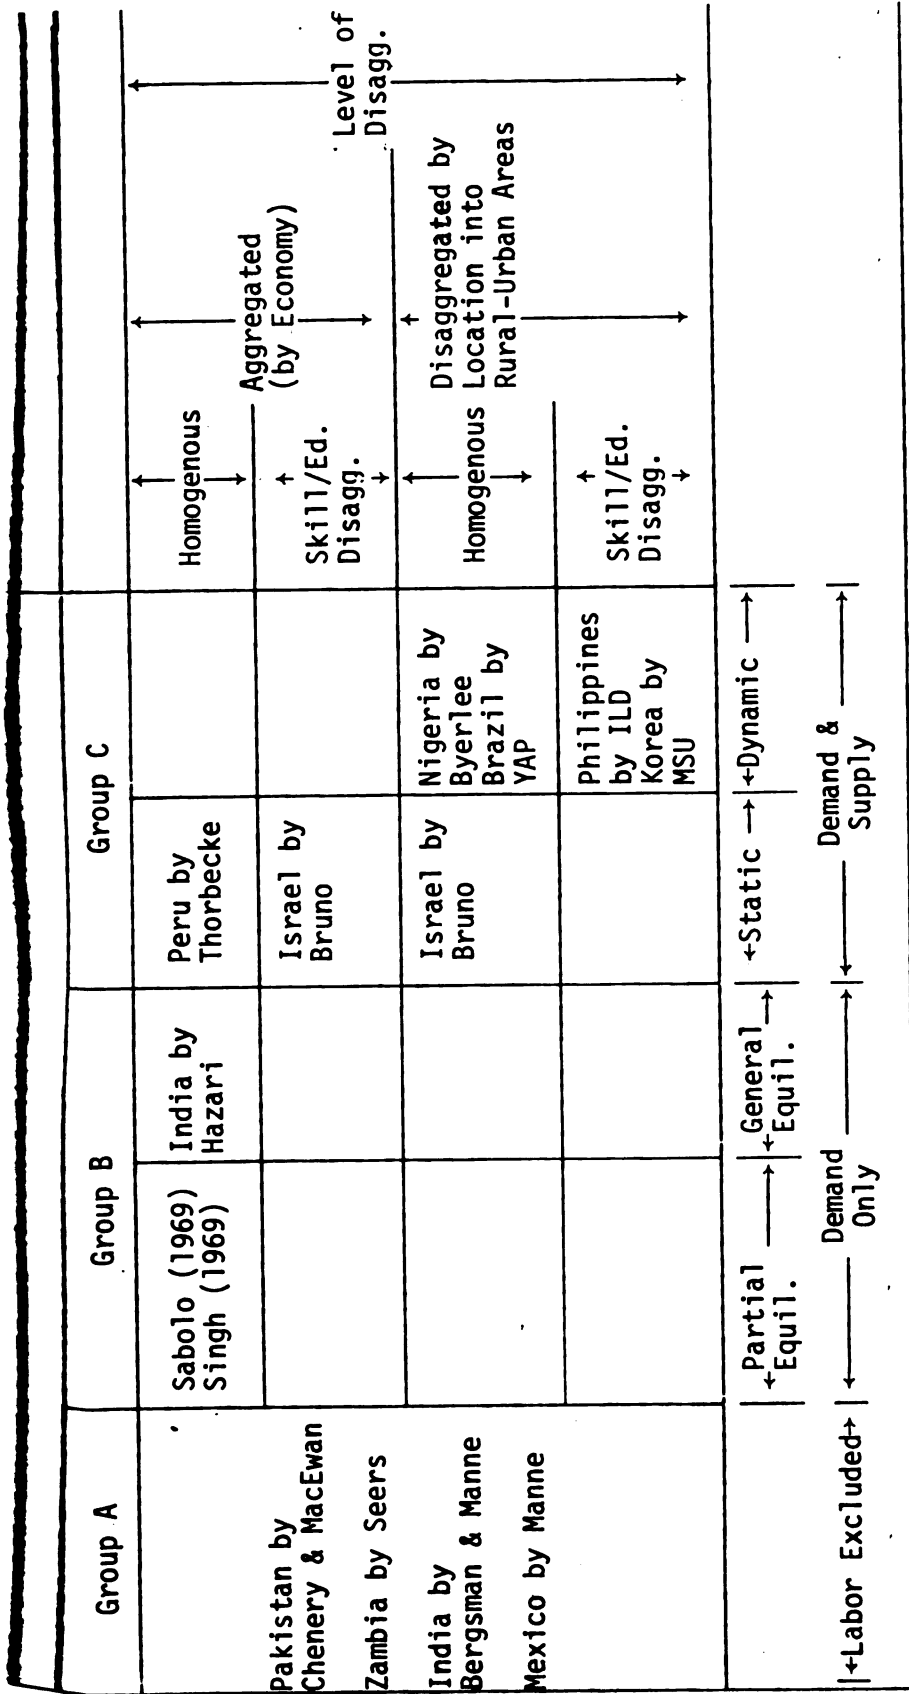 Group A
Group B
Group C
Pakistan by
Chenery & MacEwan
Zambia by Seers
India by
Bergsman & Manne
Mexico by Manne
Sabolo (1969)
Singh (1969)
India by
Hazari
Peru by
Thorbecke
Homogenous
Israel by
Bruno
Skill/Ed.
Disagg.
Aggregated
(by Economy)
Israel by
Bruno
Nigeria by
Byerlee
Brazil by
YAP
Homogenous
Philippines
by ILD
Korea by
MSU
Skill/Ed.
Disagg.
Disaggregated by
Location into
Rural-Urban Areas
Level of
Disagg.
Partial
Equil.
General
Equil.
Static
Dynamic
Labor Excluded
Demand
Only
Demand &
Supply